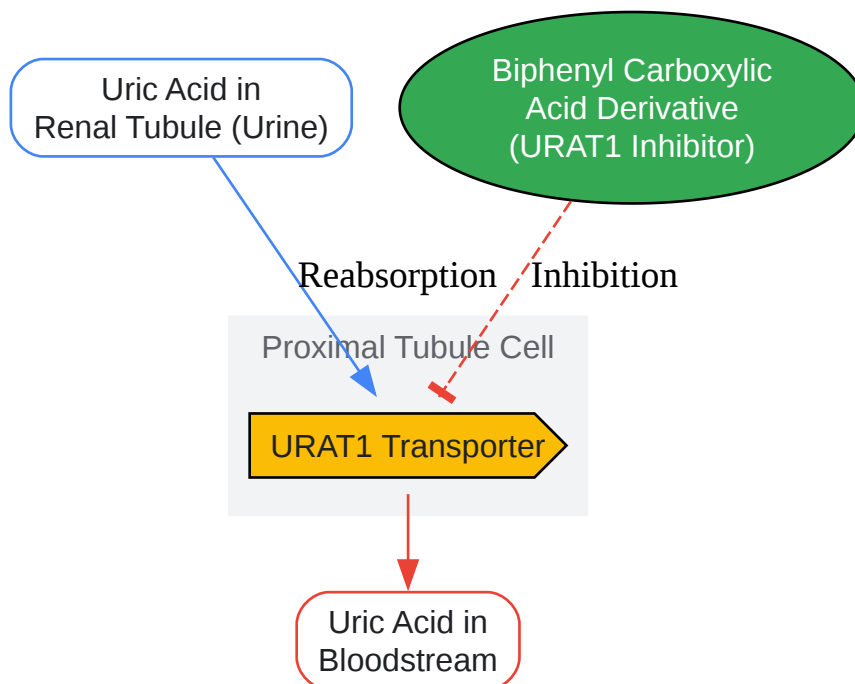 Uric Acid in
Renal Tubule (Urine)
Biphenyl Carboxylic
Acid Derivative
(URAT1 Inhibitor)
Reabsorption
Inhibition
Proximal Tubule Cell
URAT1 Transporter
Uric Acid in
Bloodstream